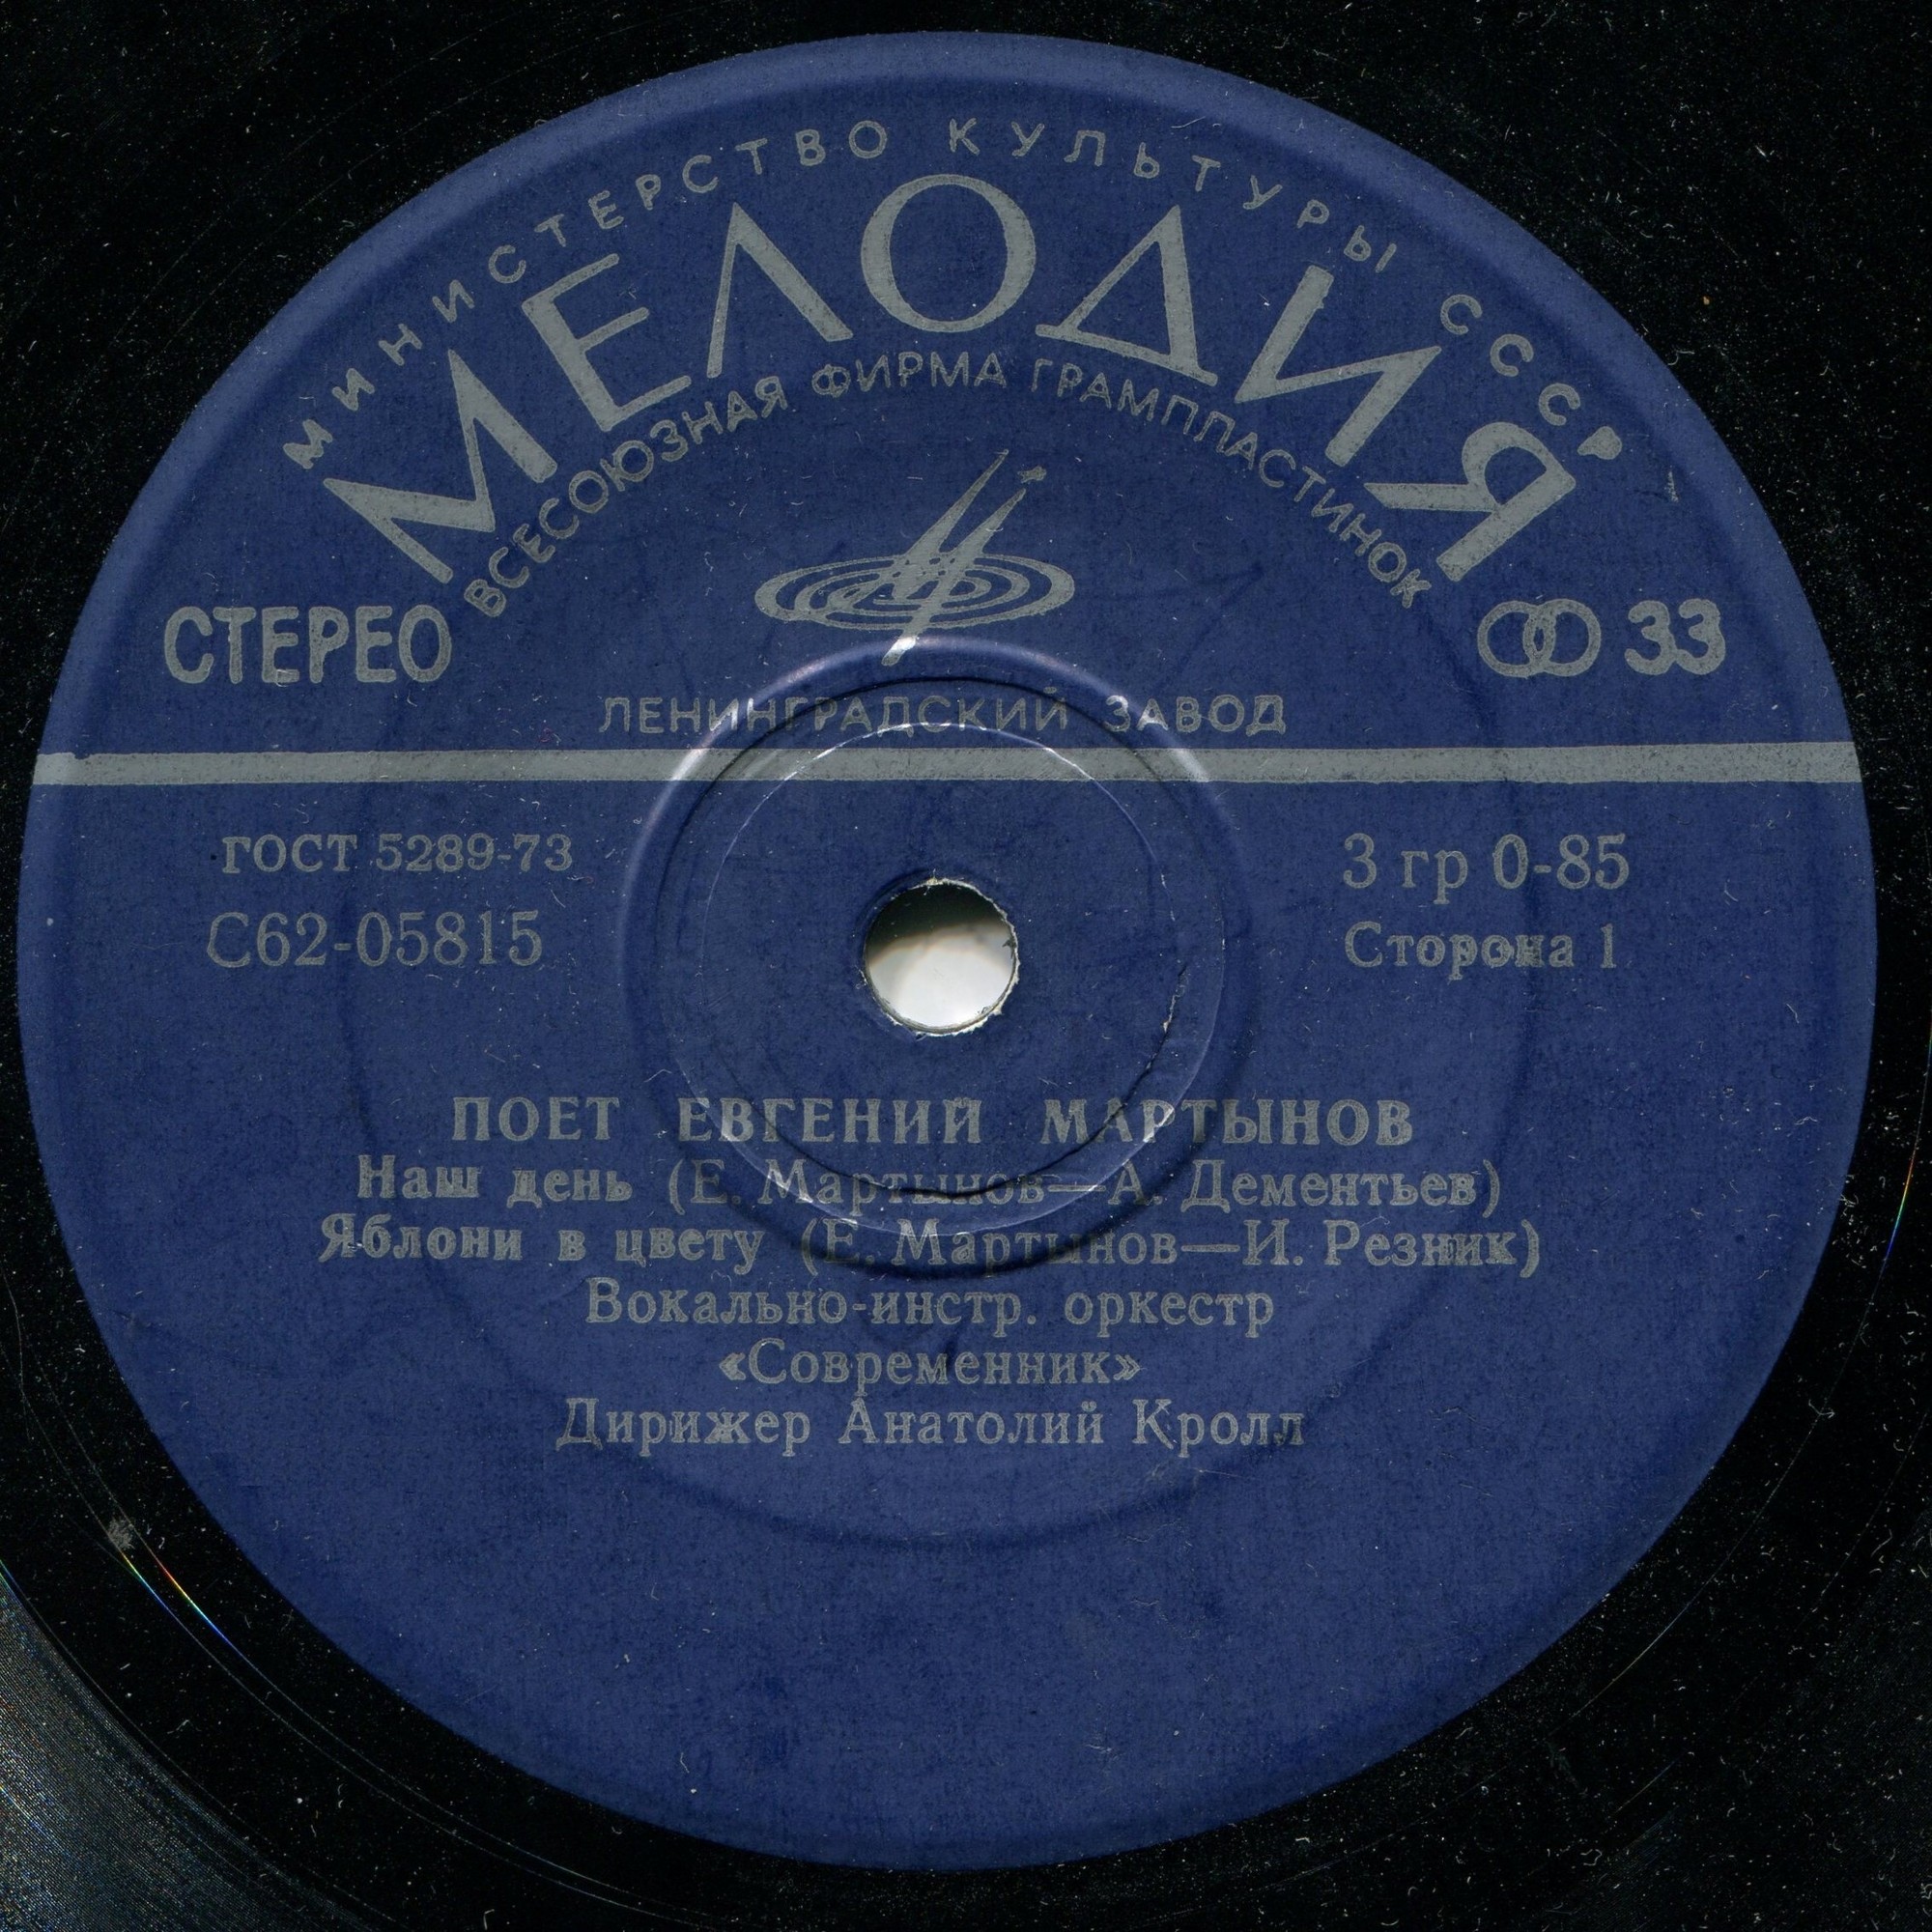 МИНИСТЕРСТВО КУЛЬТУРЫ СССР
МЕЛОДИЯ
ВСЕСОЮЗНАЯ ФИРМА ГРАМПЛАСТИНОК
СТЕРЕО
33
ЛЕНИНГРАДСКИЙ ЗАВОД
ГОСТ 5289-73
3 гр 0-85
С62-05815
Сторона 1
ПОЕТ ЕВГЕНИЙ МАРТЫНОВ
Наш день (Е. Мартынов—А. Дементьев)
Яблони в цвету (Е. Мартынов—И. Резник)
Вокально-инстр. оркестр
«Современник»
Дирижер Анатолий Кролл